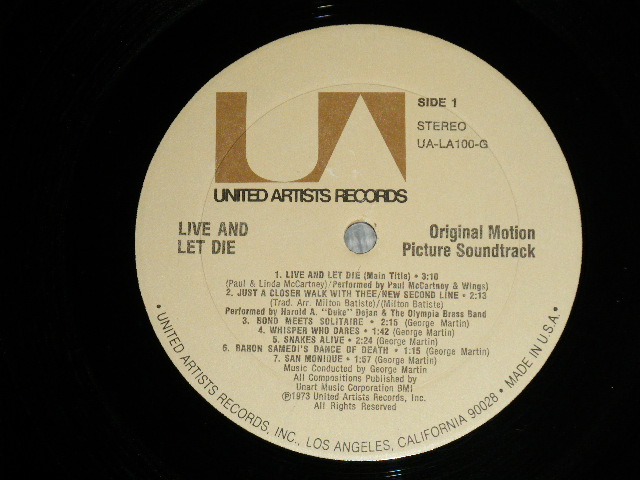 UA
SIDE 1
STEREO
UA-LA100-G
UNITED ARTISTS RECORDS
LIVE AND
LET DIE
Original Motion
Picture Soundtrack
1. LIVE AND LET DIE (Main Title) • 3:10
(Paul & Linda McCartney)/Performed by Paul McCartney & Wings)
2. JUST A CLOSER WALK WITH THEE/NEW SECOND LINE • 2:13
(Trad. Arr. Milton Batiste)/(Milton Batiste)
Performed by Harold A. "Duke" Dejan & The Olympia Brass Band
3. BOND MEETS SOLITAIRE • 2:15 (George Martin)
4. WHISPER WHO DARES • 1:42 (George Martin)
5. SNAKES ALIVE • 2:24 (George Martin)
6. BARON SAMEDI'S DANCE OF DEATH • 1:15 (George Martin)
7. SAN MONIQUE • 1:57 (George Martin)
Music Conducted by George Martin
All Compositions Published by
Unart Music Corporation BMI
℗1973 United Artists Records, Inc.
All Rights Reserved
• UNITED ARTISTS RECORDS, INC., LOS ANGELES, CALIFORNIA 90028 • MADE IN U.S.A. •